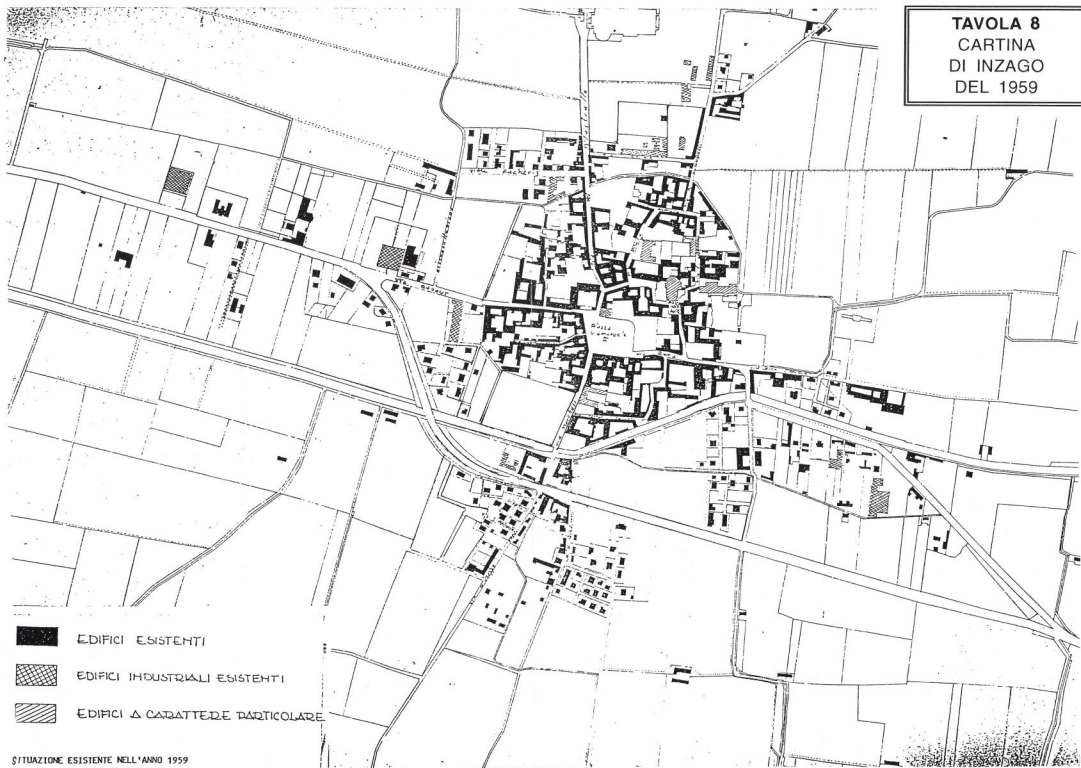 TAVOLA 8
CARTINA
DI INZAGO
DEL 1959
EDIFICI ESISTENTI
EDIFICI INDUSTRIALI ESISTENTI
EDIFICI A CARATTERE PARTICOLARE
SITUAZIONE ESISTENTE NELL'ANNO 1959